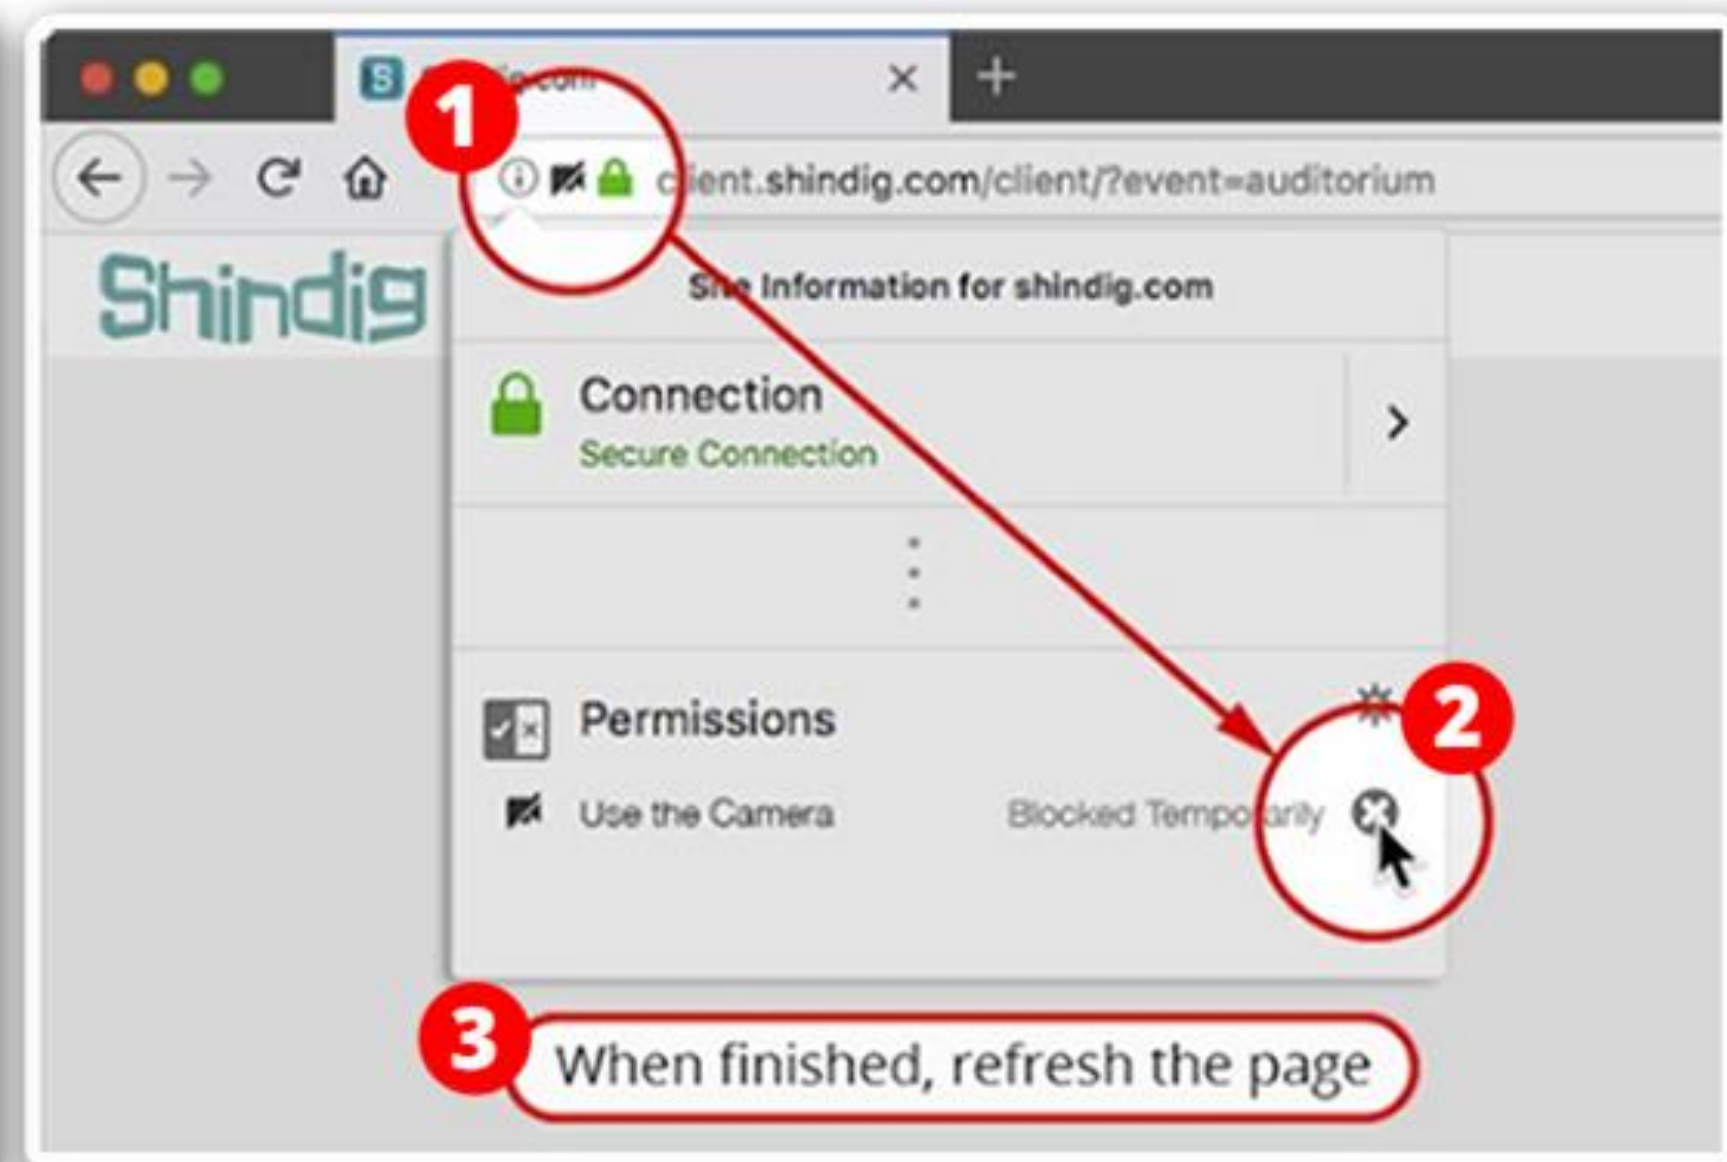 S
1
client.shindig.com/client/?event=auditorium
Shindig
Site Information for shindig.com
Connection
Secure Connection
Permissions
2
Use the Camera Blocked Temporarily
3
When finished, refresh the page